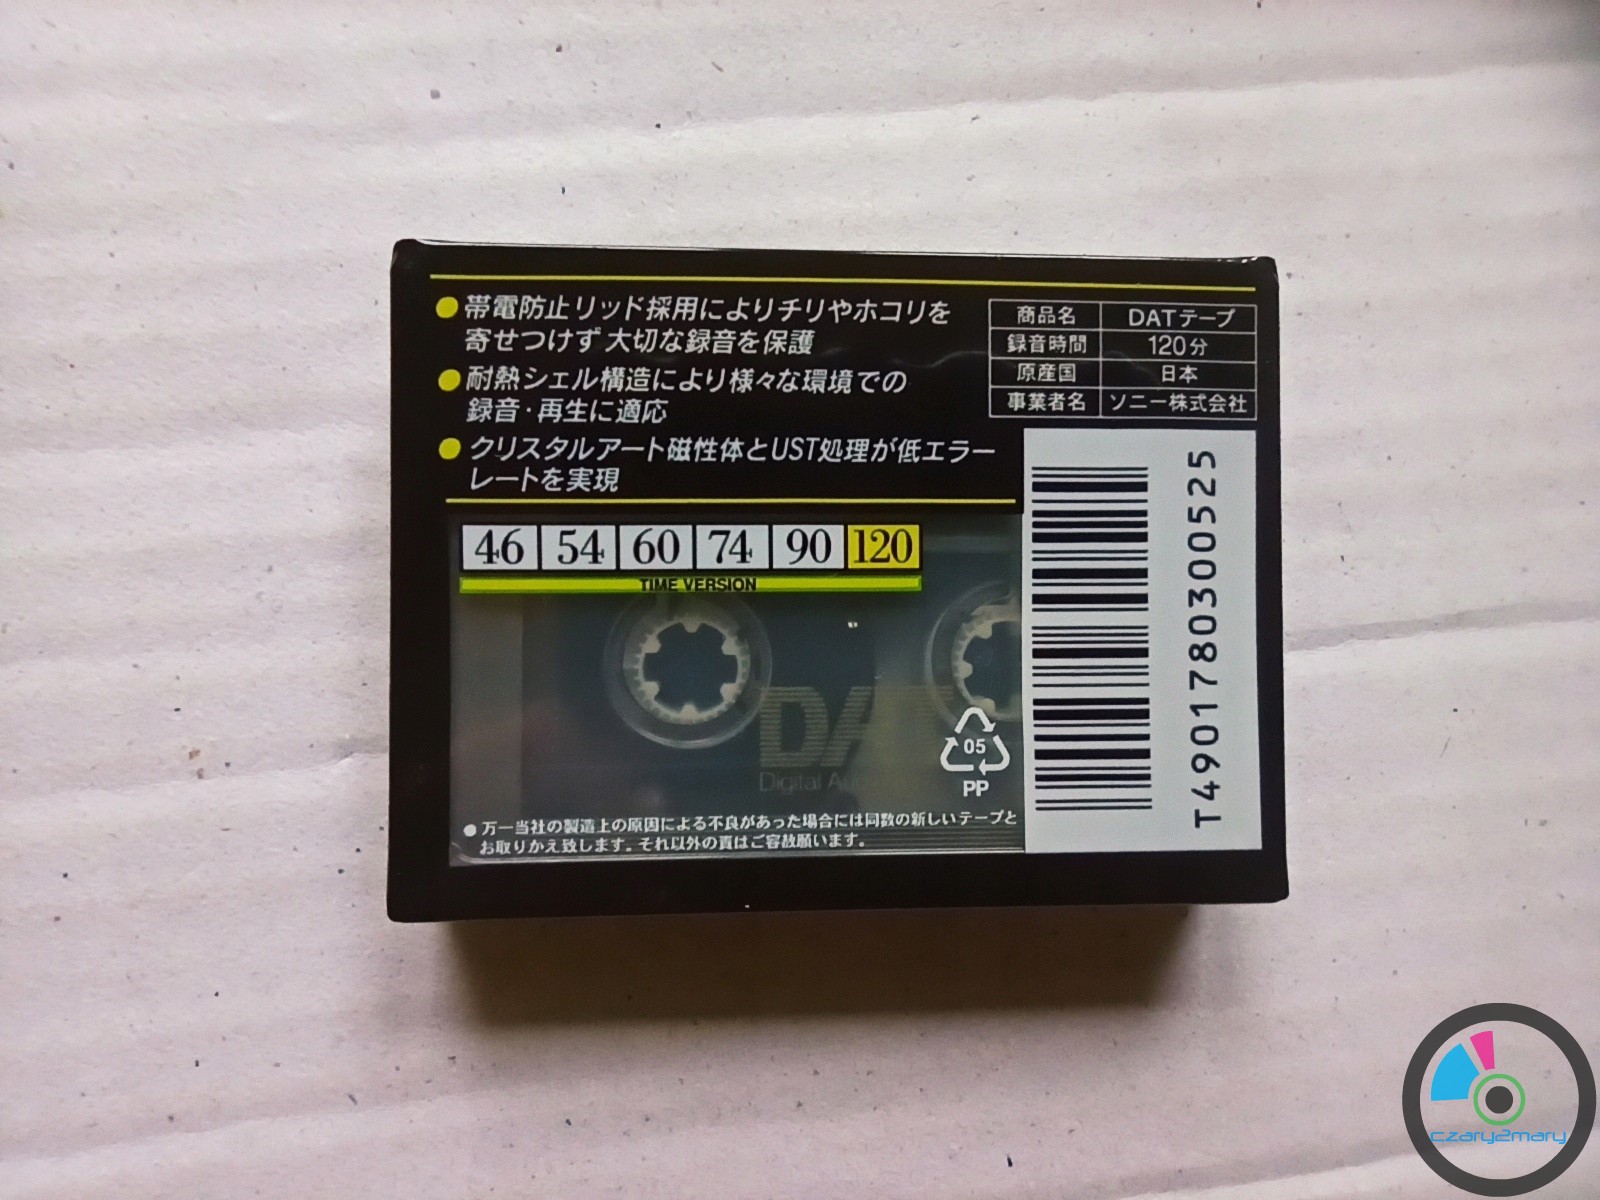 ●帯電防止リッド採用によりチリやホコリを
寄せつけず大切な録音を保護
●耐熱シェル構造により様々な環境での
録音・再生に適応
●クリスタルアート磁性体とUST処理が低エラー
レートを実現
商品名 DATテープ
録音時間 120分
原産国 日本
事業者名 ソニー株式会社
46 54 60 74 90 120
TIME VERSION
DA
Digital Au
05
PP
●万一当社の製造上の原因による不良があった場合には同数の新しいテープと
お取りかえ致します。それ以外の責はご容赦願います。
T4901780300525
czary2mary